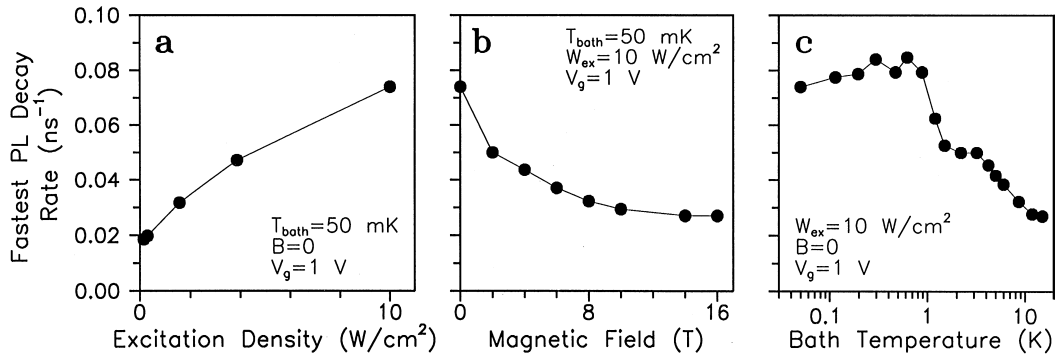 0.10
0.08
0.06
0.04
0.02
0.00
Fastest PL Decay
Rate (ns⁻¹)
a
T_bath=50 mK
B=0
V_g=1 V
0
10
Excitation Density (W/cm²)
b
T_bath=50 mK
W_ex=10 W/cm²
V_g=1 V
0
8
16
Magnetic Field (T)
c
W_ex=10 W/cm²
B=0
V_g=1 V
0.1
1
10
Bath Temperature (K)